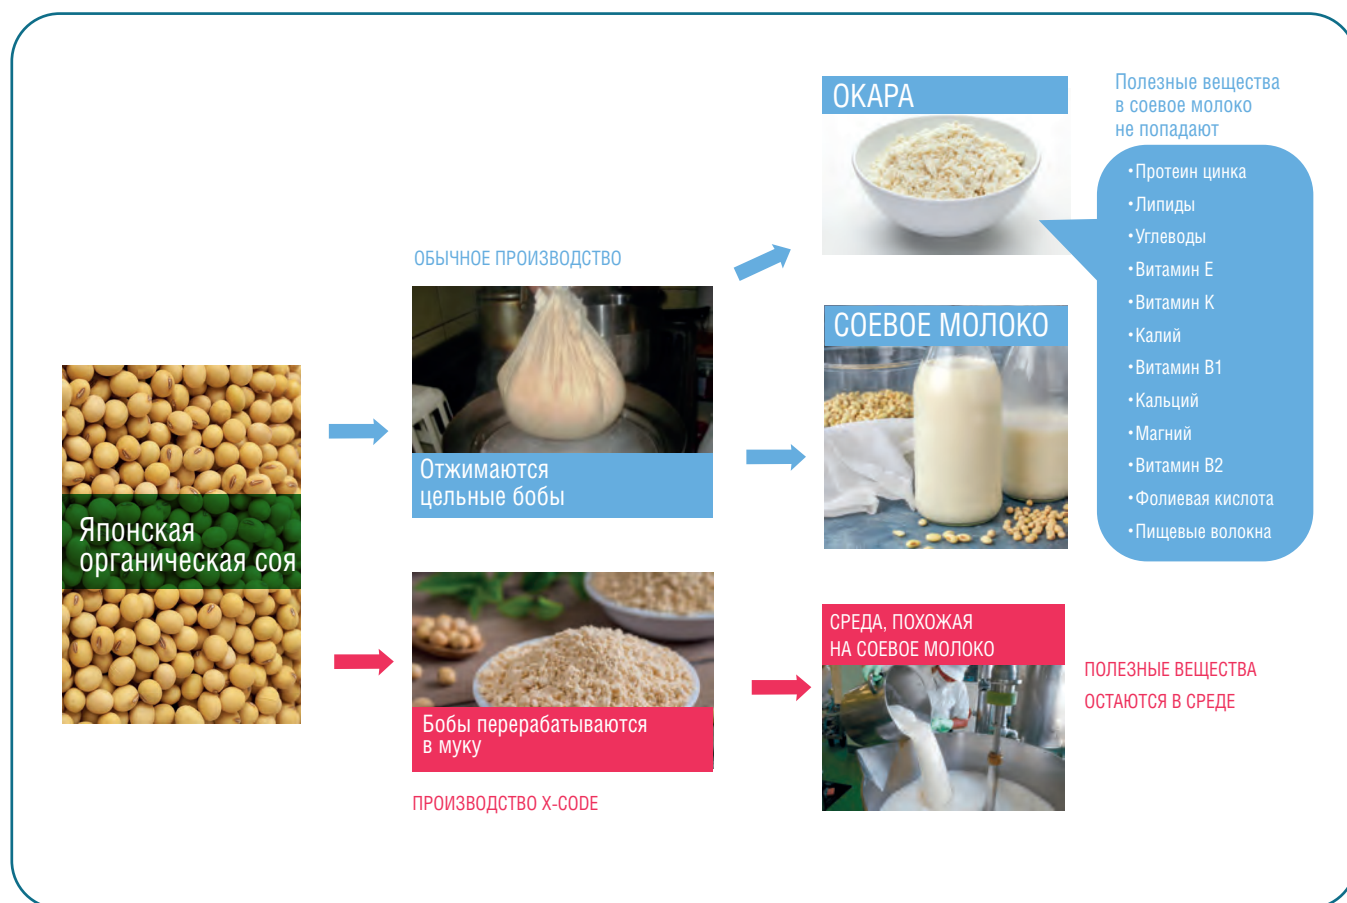 ОКАРА
Полезные вещества
в соевое молоко
не попадают
•Протеин цинка
•Липиды
•Углеводы
•Витамин Е
•Витамин К
•Калий
•Витамин В1
•Кальций
•Магний
•Витамин В2
•Фолиевая кислота
•Пищевые волокна
ОБЫЧНОЕ ПРОИЗВОДСТВО
СОЕВОЕ МОЛОКО
Отжимаются
цельные бобы
Японская
органическая соя
СРЕДА, ПОХОЖАЯ
НА СОЕВОЕ МОЛОКО
ПОЛЕЗНЫЕ ВЕЩЕСТВА
ОСТАЮТСЯ В СРЕДЕ
Бобы перерабатываются
в муку
ПРОИЗВОДСТВО X-CODE